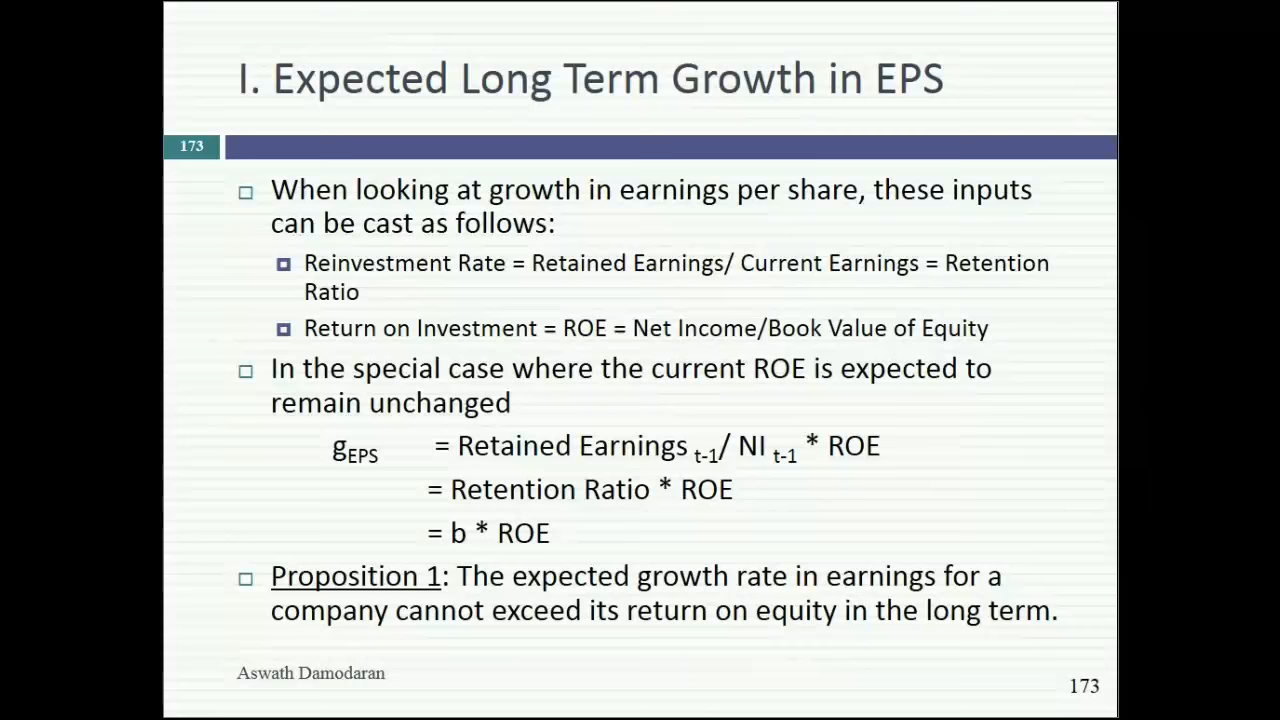 I. Expected Long Term Growth in EPS
173
When looking at growth in earnings per share, these inputs
can be cast as follows:
Reinvestment Rate = Retained Earnings/ Current Earnings = Retention
Ratio
Return on Investment = ROE = Net Income/Book Value of Equity
In the special case where the current ROE is expected to
remain unchanged
gEPS = Retained Earnings t-1/ NI t-1 * ROE
= Retention Ratio * ROE
= b * ROE
Proposition 1: The expected growth rate in earnings for a
company cannot exceed its return on equity in the long term.
Aswath Damodaran
173